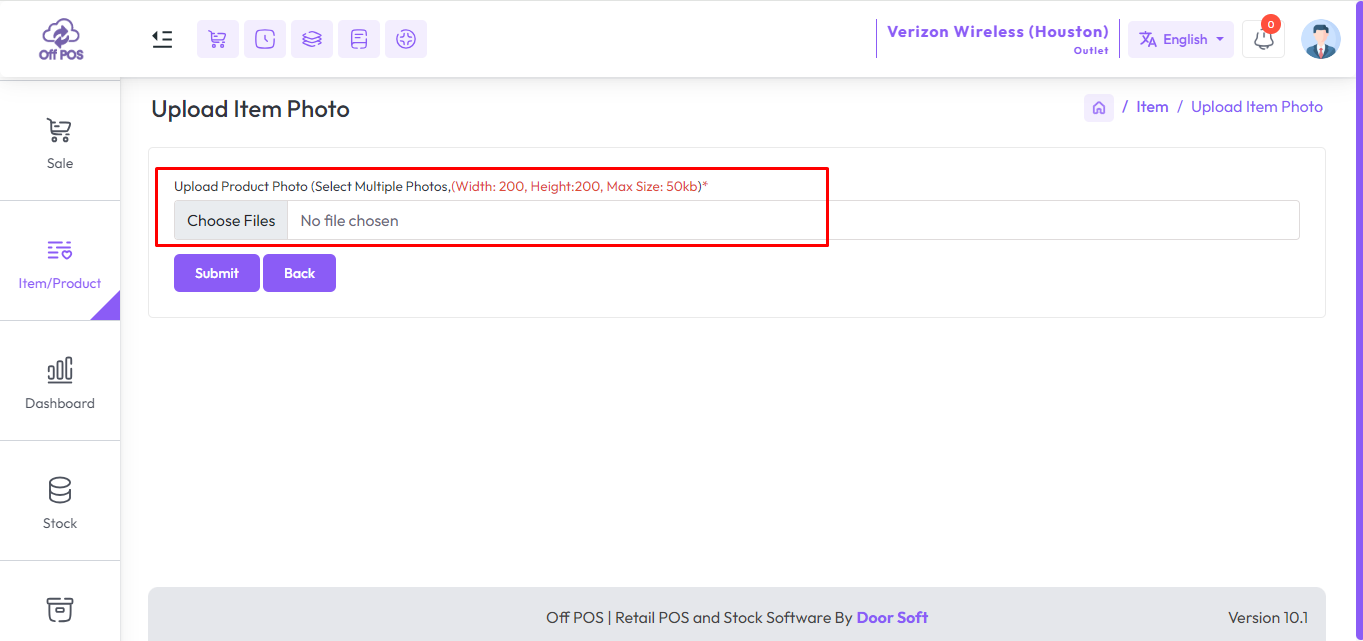 Off POS
Verizon Wireless (Houston)
Outlet
English
0
Sale
Item/Product
Dashboard
Stock
Upload Item Photo
/ Item / Upload Item Photo
Upload Product Photo (Select Multiple Photos,(Width: 200, Height:200, Max Size: 50kb)*
Choose Files No file chosen
Submit Back
Off POS | Retail POS and Stock Software By Door Soft
Version 10.1